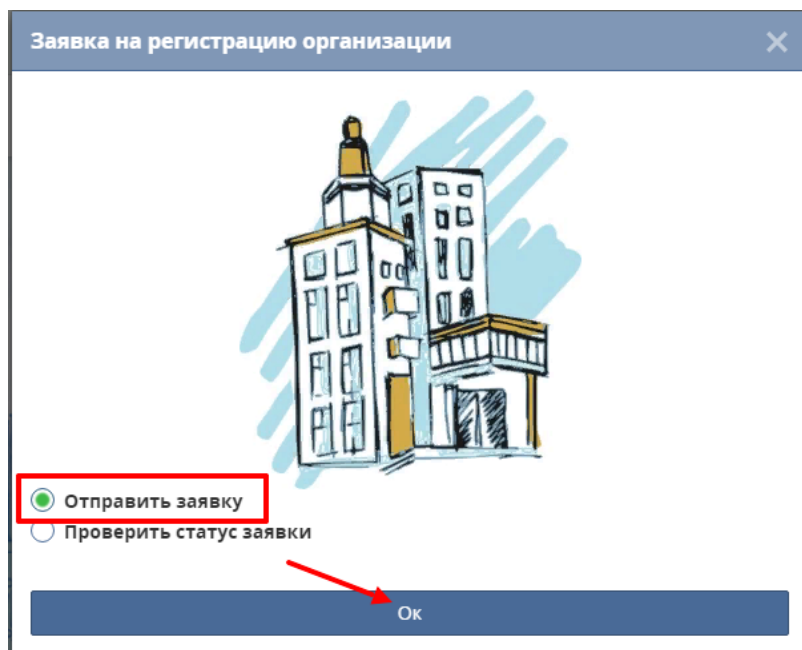 Заявка на регистрацию организации
Отправить заявку
Проверить статус заявки
Ок